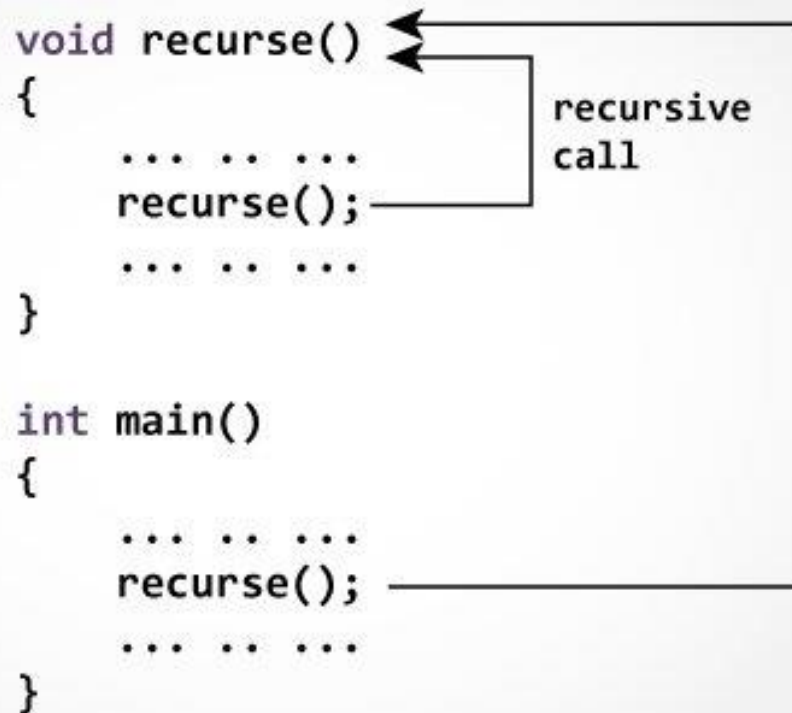 void recurse()
{
... .. ...
recurse();
... .. ...
}
recursive
call
int main()
{
... .. ...
recurse();
... .. ...
}